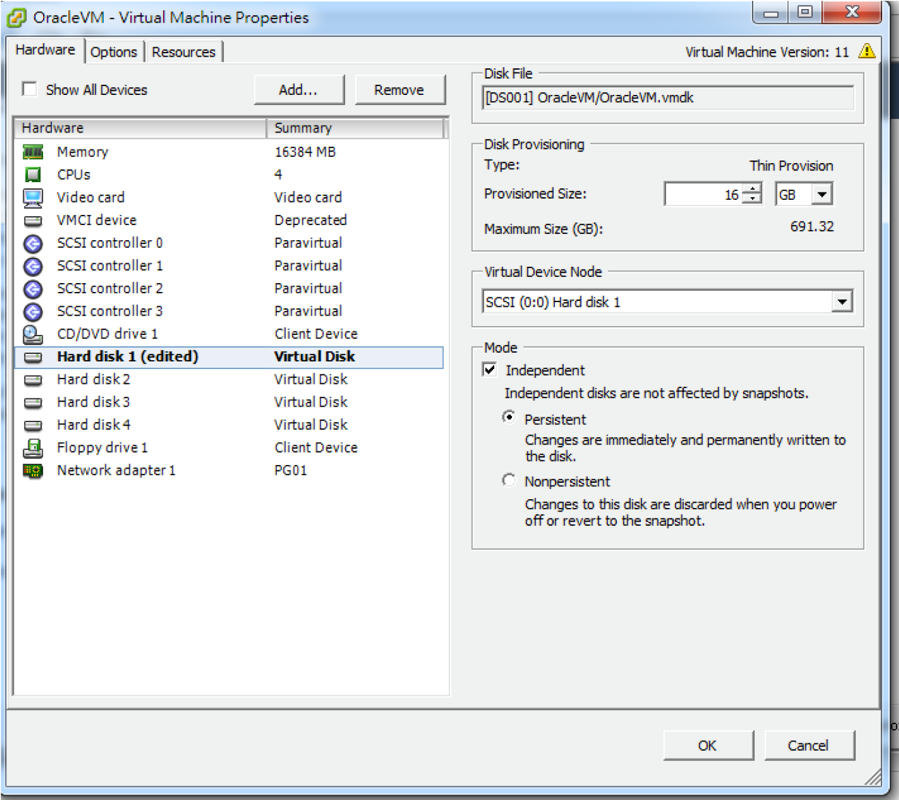 OracleVM - Virtual Machine Properties
Hardware Options Resources
Virtual Machine Version: 11
Show All Devices
Add...
Remove
Hardware Summary
Memory 16384 MB
CPUs 4
Video card Video card
VMCI device Deprecated
SCSI controller 0 Paravirtual
SCSI controller 1 Paravirtual
SCSI controller 2 Paravirtual
SCSI controller 3 Paravirtual
CD/DVD drive 1 Client Device
Hard disk 1 (edited) Virtual Disk
Hard disk 2 Virtual Disk
Hard disk 3 Virtual Disk
Hard disk 4 Virtual Disk
Floppy drive 1 Client Device
Network adapter 1 PG01
Disk File
[DS001] OracleVM/OracleVM.vmdk
Disk Provisioning
Type: Thin Provision
Provisioned Size: 16 GB
Maximum Size (GB): 691.32
Virtual Device Node
SCSI (0:0) Hard disk 1
Mode
Independent
Independent disks are not affected by snapshots.
Persistent
Changes are immediately and permanently written to
the disk.
Nonpersistent
Changes to this disk are discarded when you power
off or revert to the snapshot.
OK
Cancel